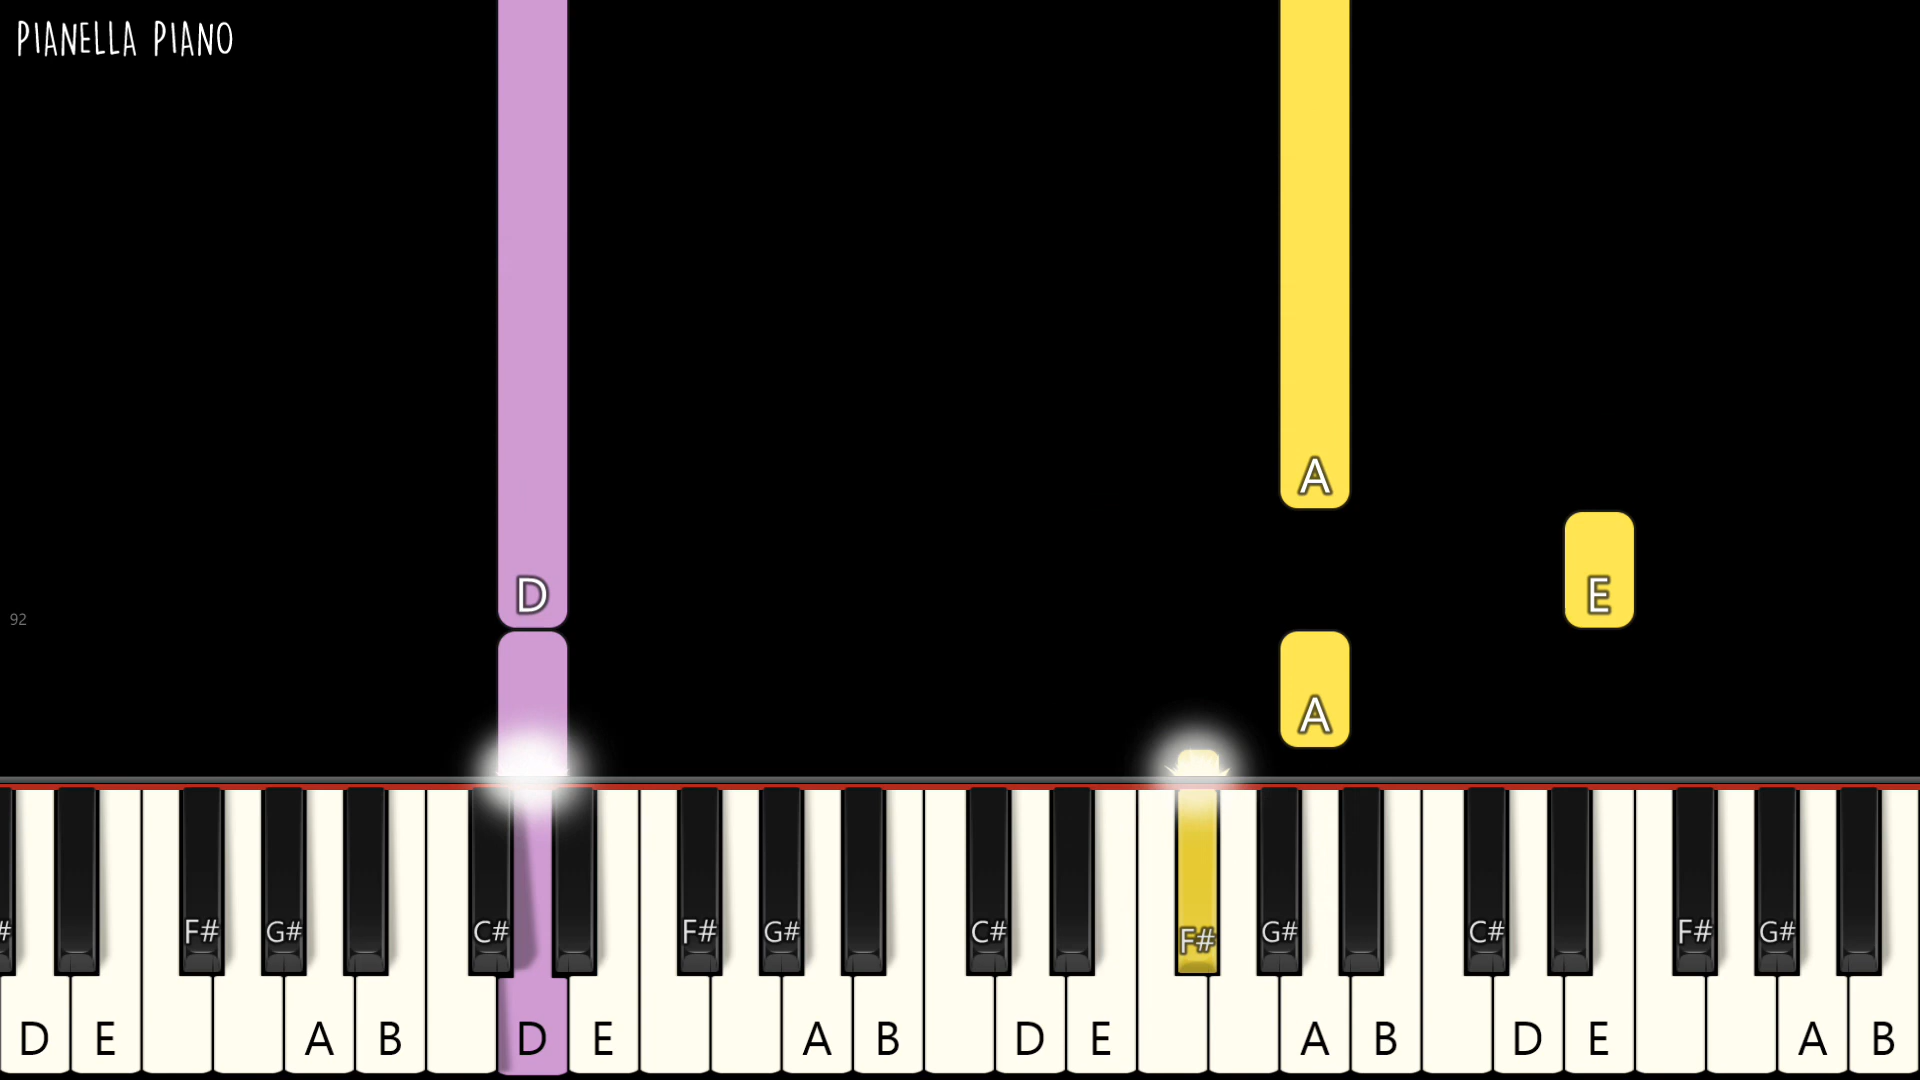 PIANELLA PIANO
A
D
E
92
A
# F# G# C# F# G# C# F# G# C# F# G#
D E A B D E A B D E A B D E A B